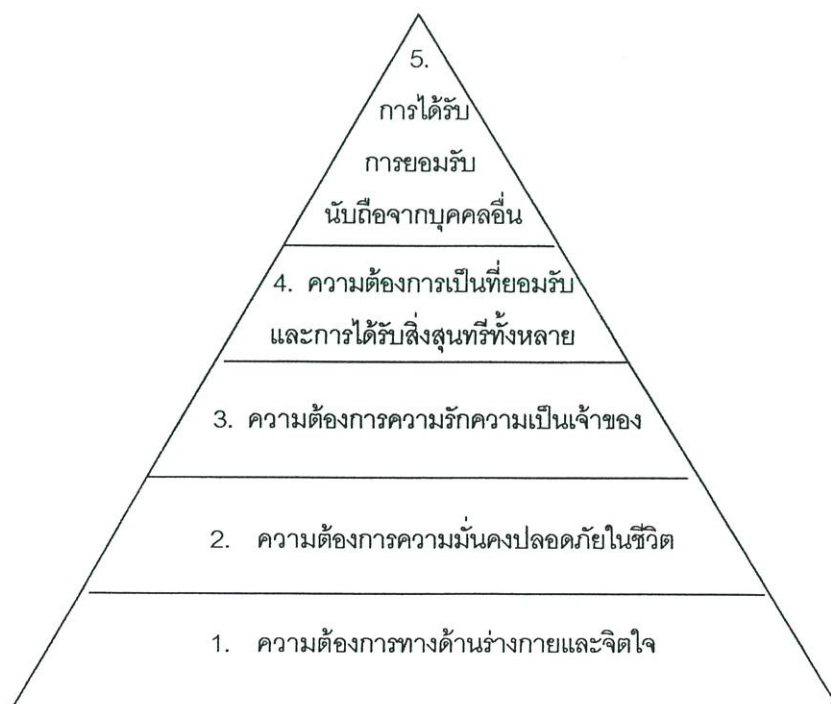 5.
การได้รับ
การยอมรับ
นับถือจากบุคคลอื่น
4. ความต้องการเป็นที่ยอมรับ
และการได้รับสิ่งสุนทรีทั้งหลาย
3. ความต้องการความรักความเป็นเจ้าของ
2. ความต้องการความมั่นคงปลอดภัยในชีวิต
1. ความต้องการทางด้านร่างกายและจิตใจ